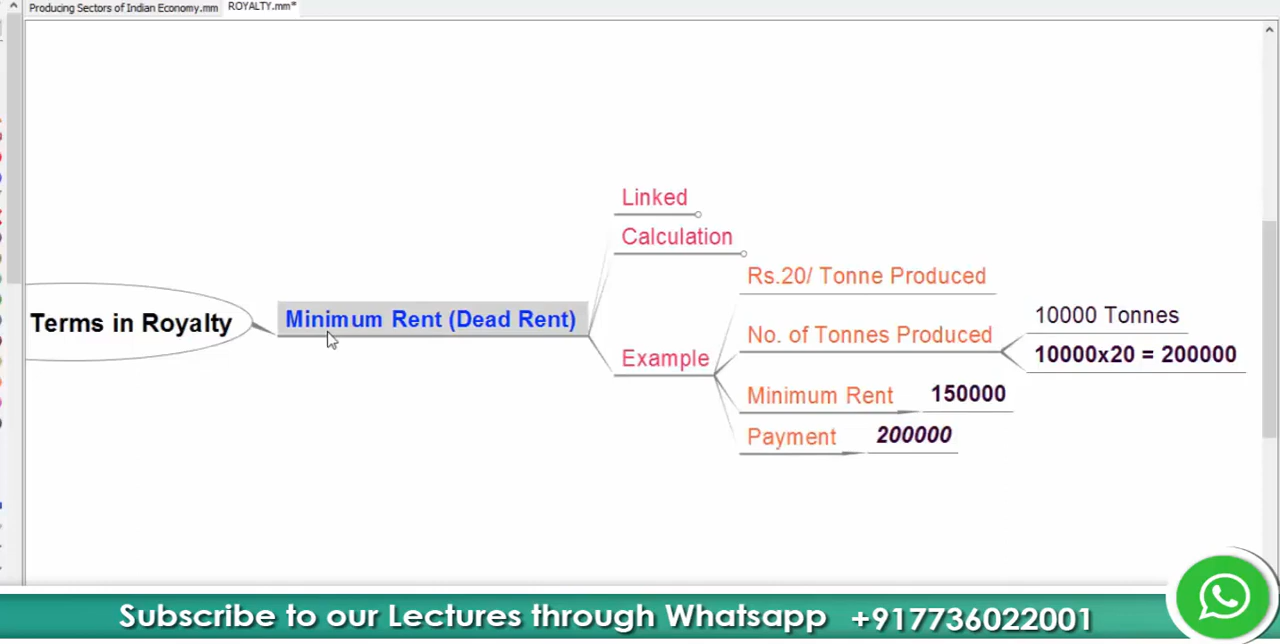 Producing Sectors of Indian Economy.mm
ROYALTY.mm*
Terms in Royalty
Minimum Rent (Dead Rent)
Linked
Calculation
Example
Rs.20/ Tonne Produced
No. of Tonnes Produced
10000 Tonnes
10000x20 = 200000
Minimum Rent
150000
Payment
200000
Subscribe to our Lectures through Whatsapp +917736022001